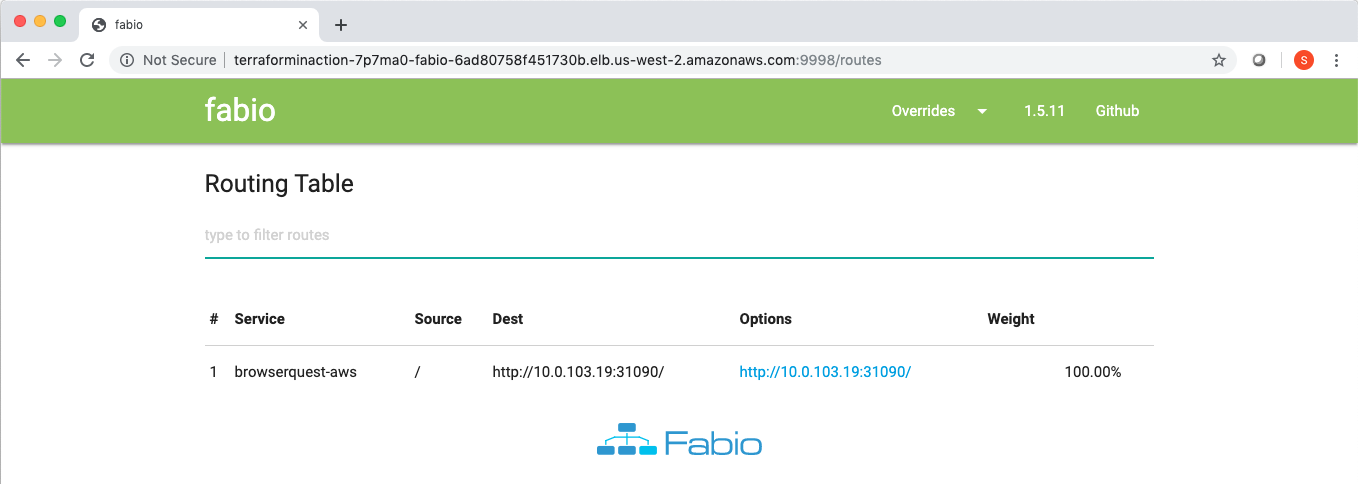 fabio
Not Secure terraforminaction-7p7ma0-fabio-6ad80758f451730b.elb.us-west-2.amazonaws.com:9998/routes S
fabio Overrides 1.5.11 Github
Routing Table
type to filter routes
# Service Source Dest Options Weight
1 browserquest-aws / http://10.0.103.19:31090/ http://10.0.103.19:31090/ 100.00%
Fabio